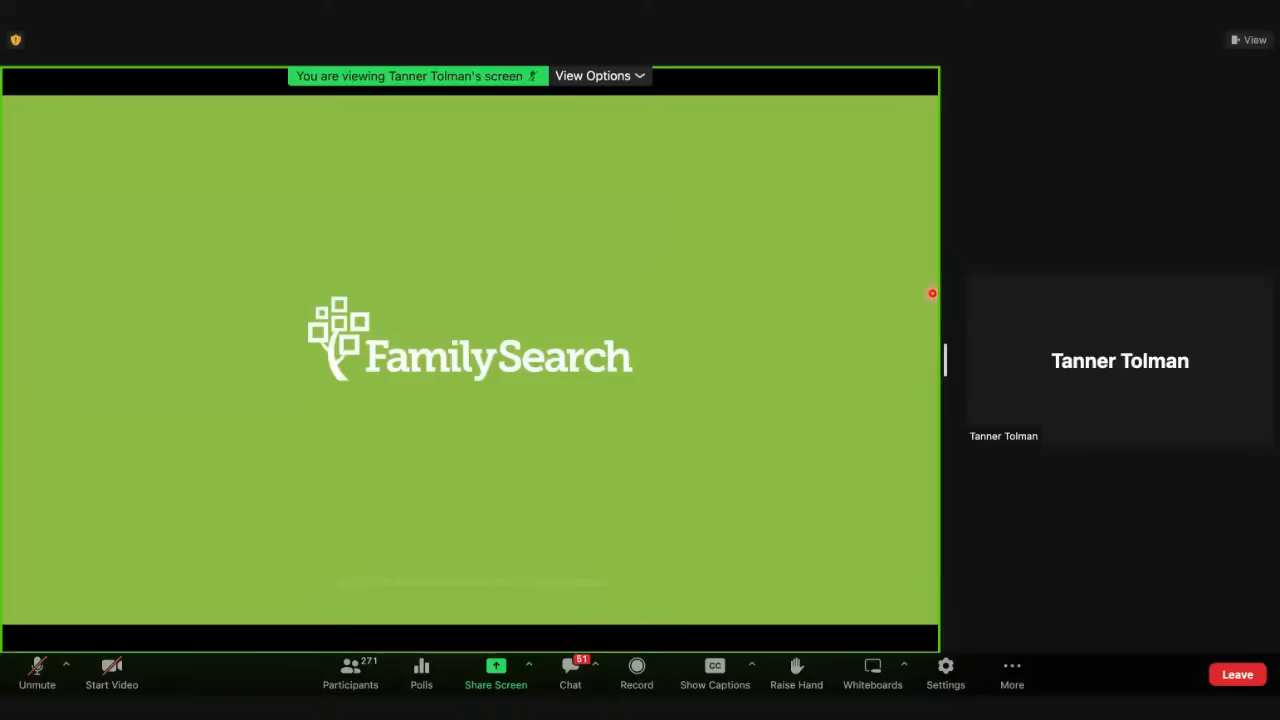 View
You are viewing Tanner Tolman's screen
View Options
FamilySearch
Tanner Tolman
Tanner Tolman
Unmute
Start Video
271
Participants
Polls
Share Screen
51
Chat
Record
CC
Show Captions
Raise Hand
Whiteboards
Settings
More
Leave